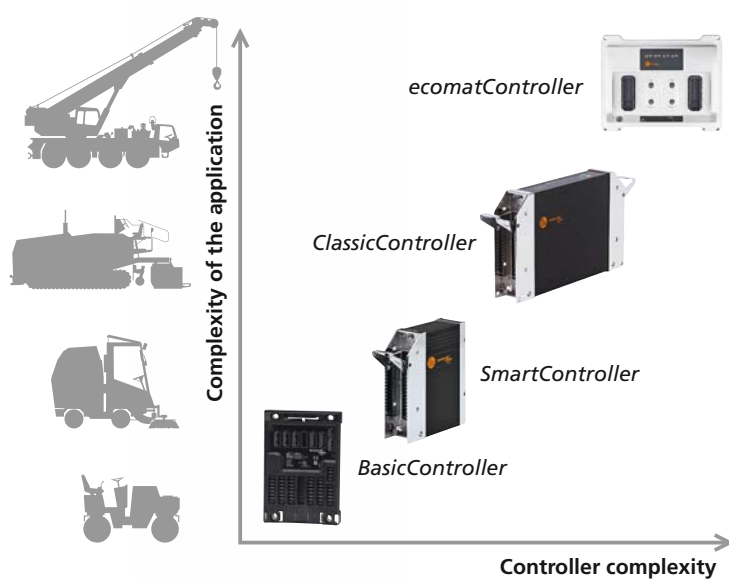 ecomatController
Complexity of the application
ClassicController
SmartController
BasicController
Controller complexity